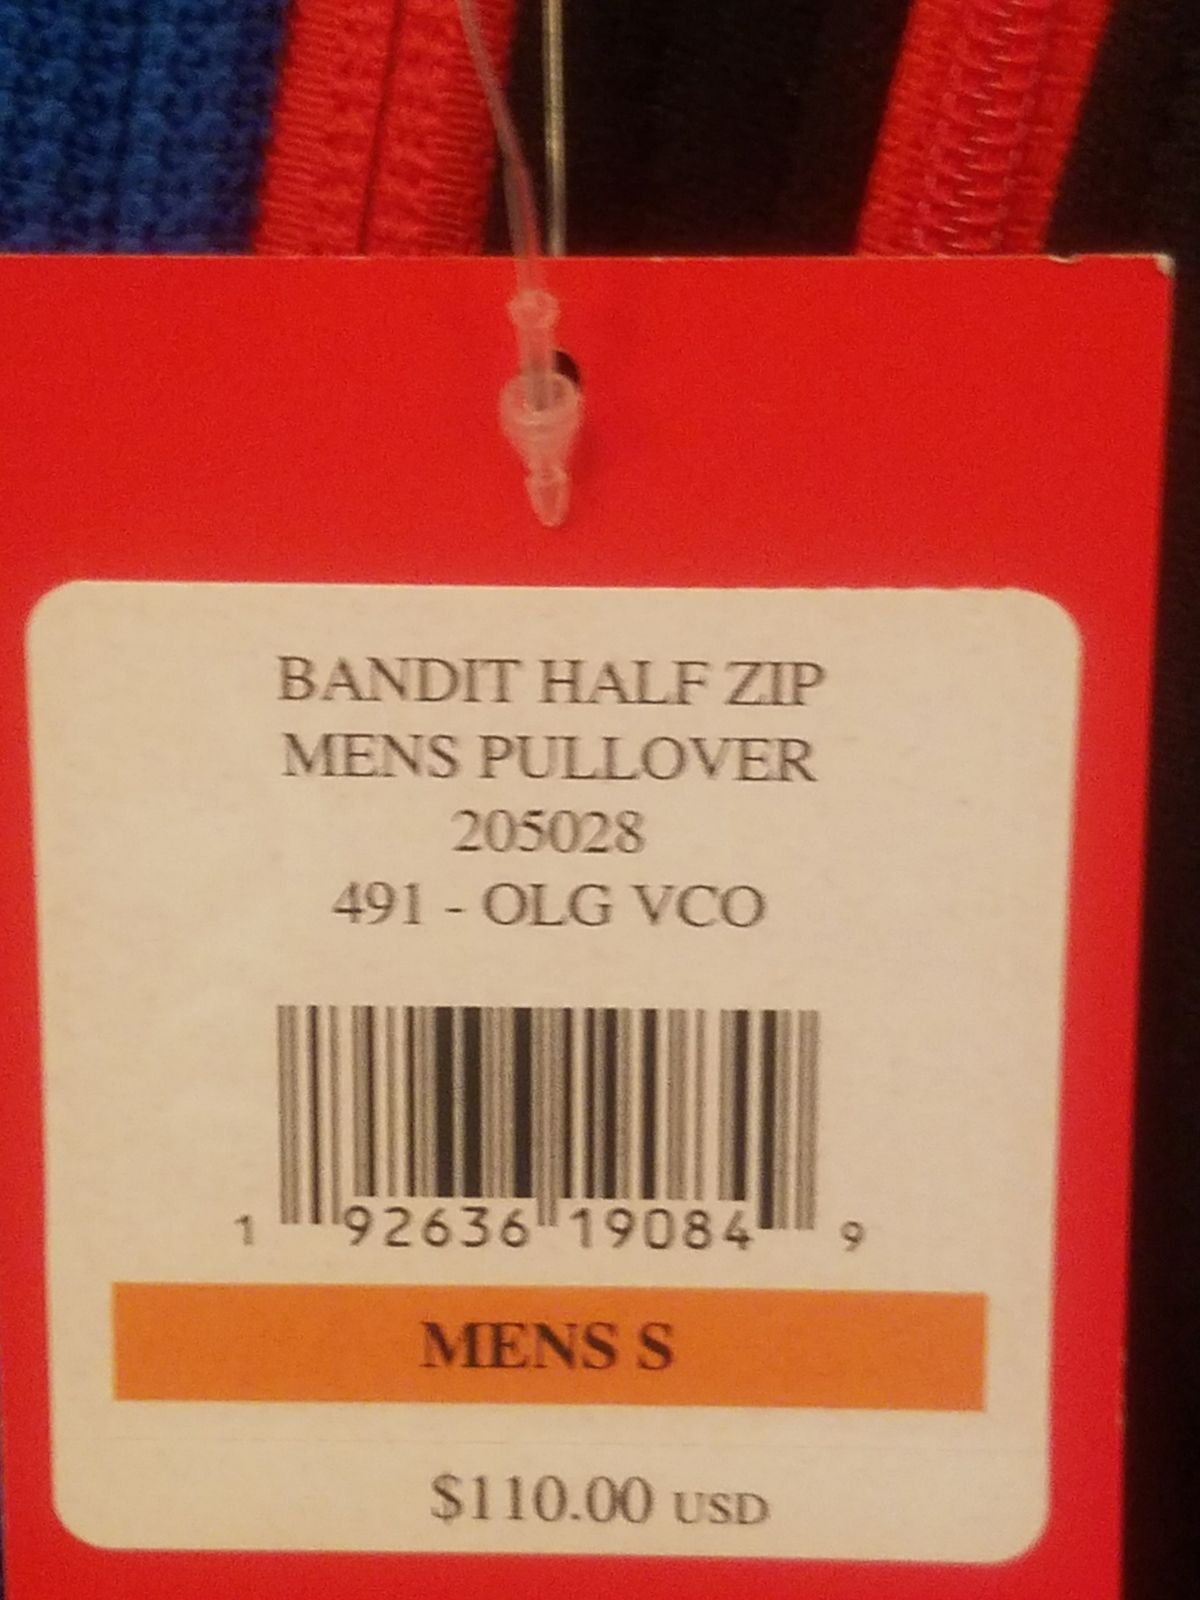 BANDIT HALF ZIP
MENS PULLOVER
205028
491 - OLG VCO
1 92636 19084 9
MENS S
$110.00 USD